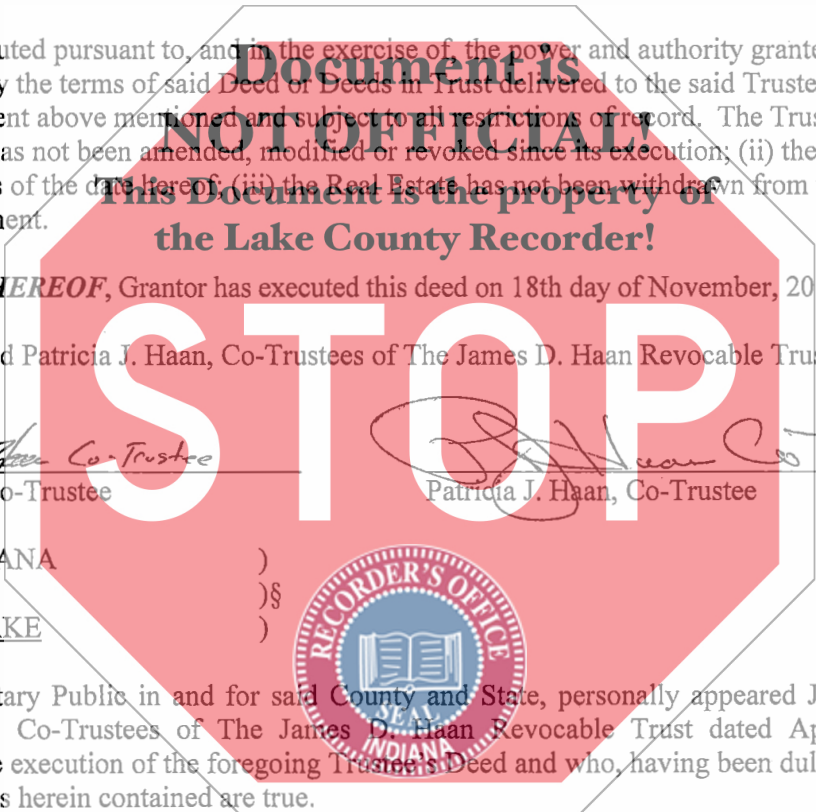 Document is
uted pursuant to, and in the exercise of, the power and authority grante
y the terms of said Deed or Deeds in Trust delivered to the said Truste
NOT OFFICIAL!
ent above mentioned and subject to all restrictions of record. The Trus
as not been amended, modified or revoked since its execution; (ii) the
This Document is the property of
s of the date hereof; (iii) the Real Estate has not been withdrawn from
the Lake County Recorder!
ent.
HEREOF, Grantor has executed this deed on 18th day of November, 20
STOP
d Patricia J. Haan, Co-Trustees of The James D. Haan Revocable Trus
Co-Trustee
Haan Co
o-Trustee
Patricia J. Haan, Co-Trustee
ANA )
)§
AKE )
RECORDER'S OFFICE
SEAL
INDIANA
tary Public in and for said County and State, personally appeared J
Co-Trustees of The James D. Haan Revocable Trust dated Ap
e execution of the foregoing Trustee's Deed and who, having been dul
s herein contained are true.